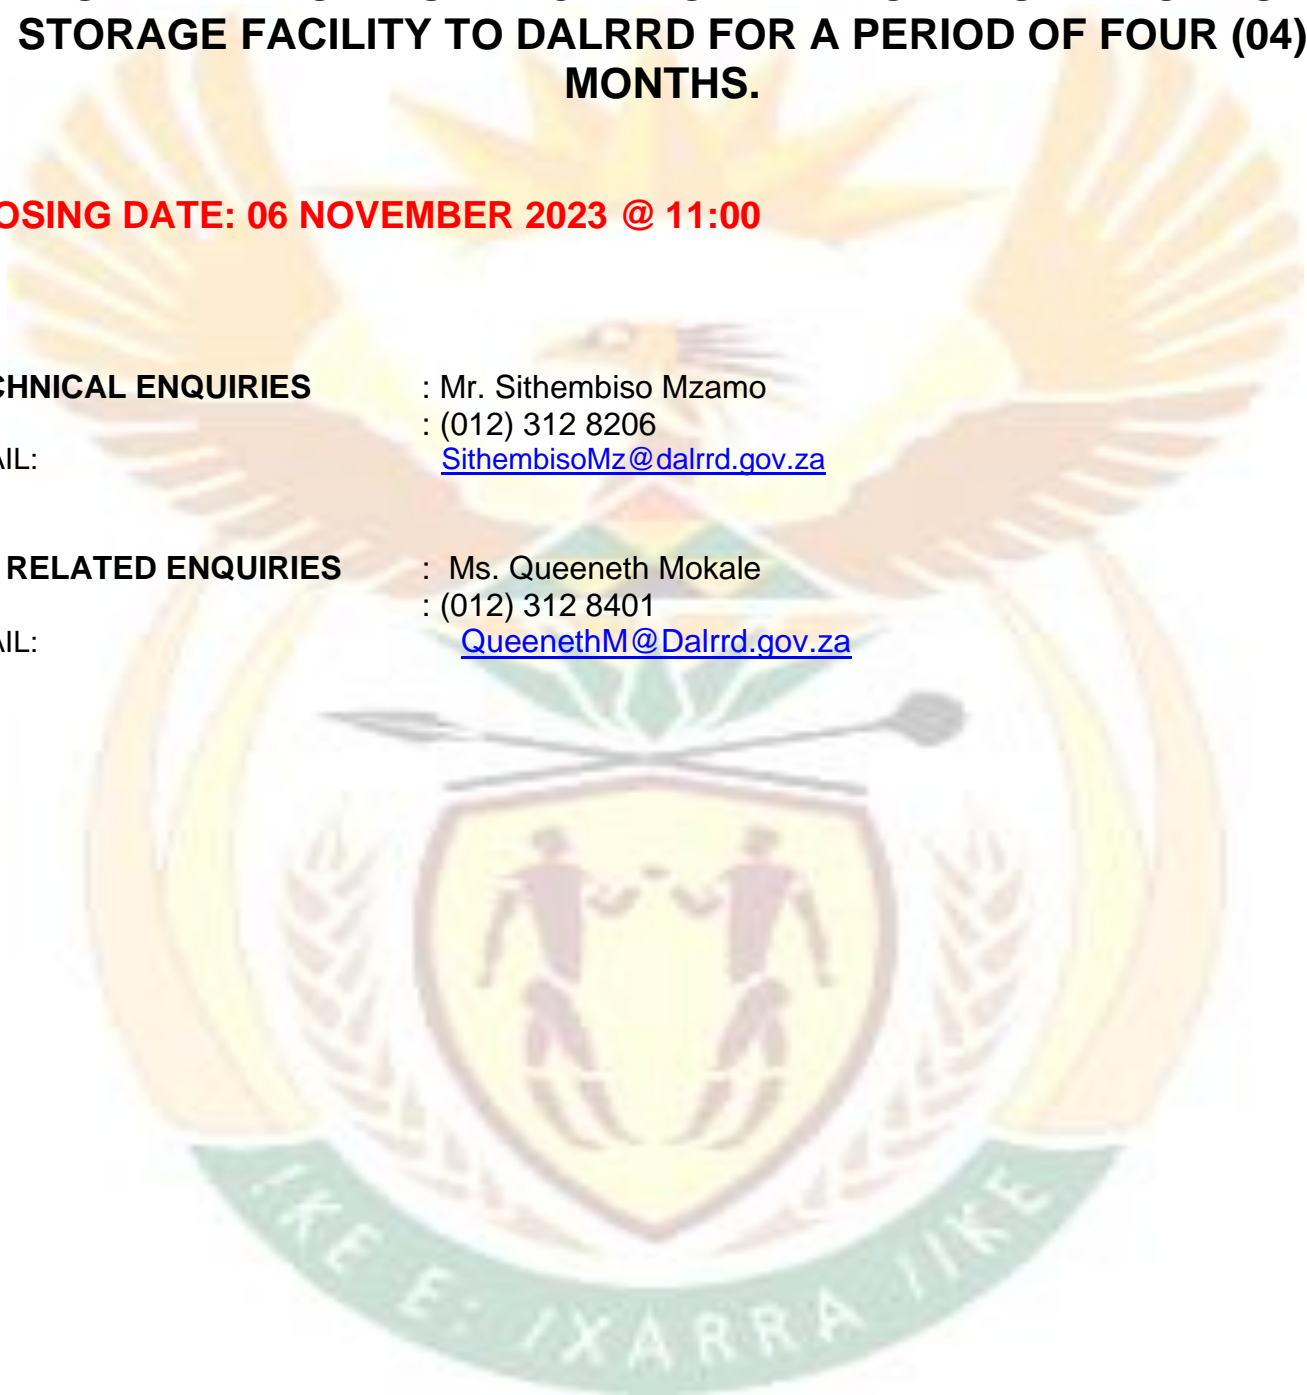 STORAGE FACILITY TO DALRRD FOR A PERIOD OF FOUR (04)
MONTHS.
OSING DATE: 06 NOVEMBER 2023 @ 11:00
CHNICAL ENQUIRIES : Mr. Sithembiso Mzamo
: (012) 312 8206
AIL: SithembisoMz@dalrrd.gov.za
RELATED ENQUIRIES : Ms. Queeneth Mokale
: (012) 312 8401
AIL: QueenethM@Dalrrd.gov.za
!KE E: /XARRA //KE